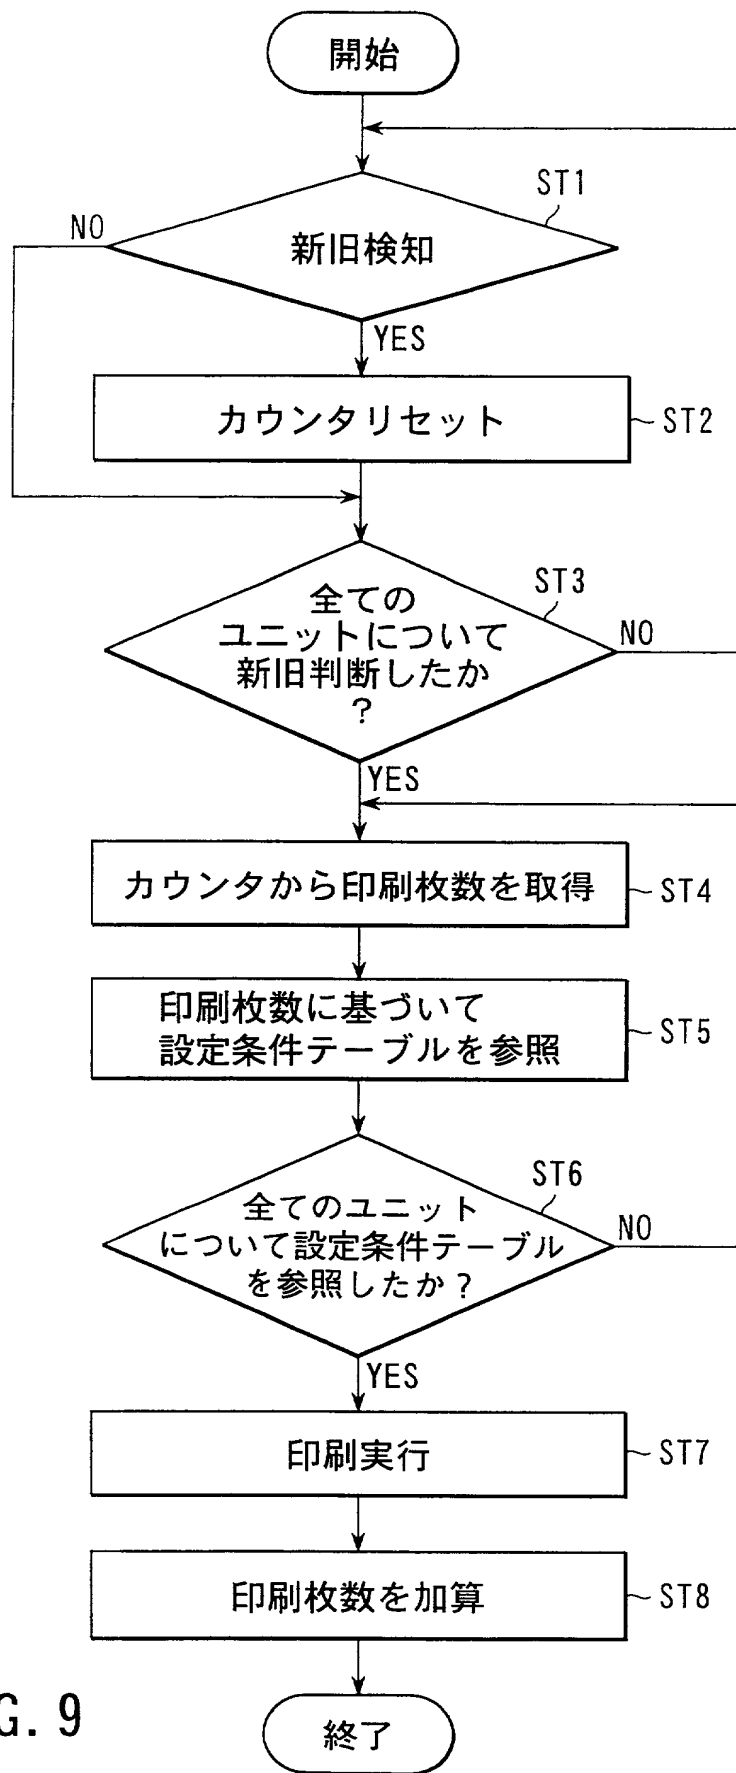 開始
ST1
NO
新旧検知
YES
カウンタリセット
ST2
ST3
全ての
ユニットについて
新旧判断したか
?
NO
YES
カウンタから印刷枚数を取得
ST4
印刷枚数に基づいて
設定条件テーブルを参照
ST5
ST6
全てのユニット
について設定条件テーブル
を参照したか?
NO
YES
印刷実行
ST7
印刷枚数を加算
ST8
G. 9
終了